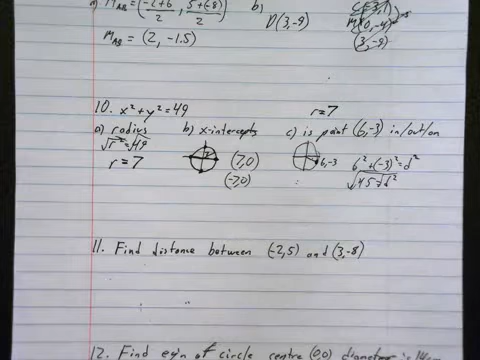 a) M_AB = (-2+6/2, 5+(-8)/2) b)
D(3,-9)
(0,-4)
(3,-9)
M_AB = (2, -1.5)
10. x²+y²=49 r=7
a) radius b) x-intercepts c) is point (6,-3) in/out/on
√r²=√49
r=7 (7,0) 6,-3 6²+(-3)²=d²
(-7,0) √45=√d²
11. Find distance between (-2,5) and (3,-8)
12. Find eq'n of circle centre (0,0) diameter is 14